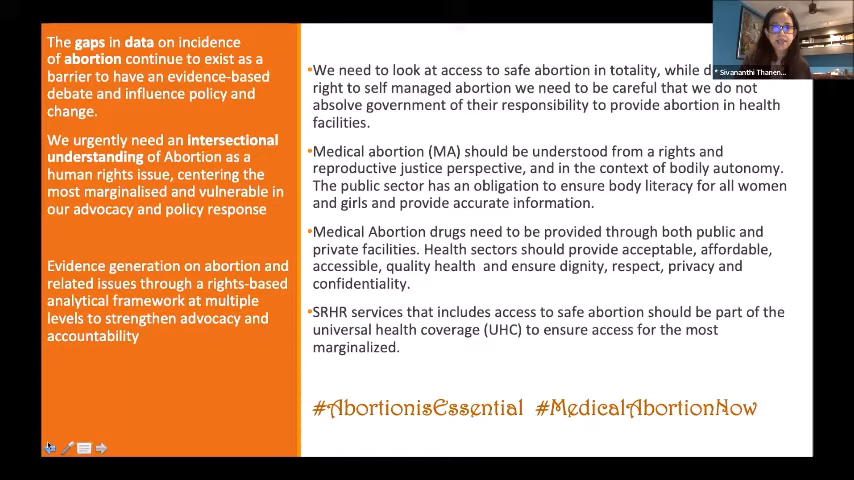 The gaps in data on incidence
of abortion continue to exist as a
barrier to have an evidence-based
debate and influence policy and
change.
We urgently need an intersectional
understanding of Abortion as a
human rights issue, centering the
most marginalised and vulnerable in
our advocacy and policy response
Evidence generation on abortion and
related issues through a rights-based
analytical framework at multiple
levels to strengthen advocacy and
accountability
•We need to look at access to safe abortion in totality, while
right to self managed abortion we need to be careful that we do not
absolve government of their responsibility to provide abortion in health
facilities.
•Medical abortion (MA) should be understood from a rights and
reproductive justice perspective, and in the context of bodily autonomy.
The public sector has an obligation to ensure body literacy for all women
and girls and provide accurate information.
•Medical Abortion drugs need to be provided through both public and
private facilities. Health sectors should provide acceptable, affordable,
accessible, quality health and ensure dignity, respect, privacy and
confidentiality.
•SRHR services that includes access to safe abortion should be part of the
universal health coverage (UHC) to ensure access for the most
marginalized.
#AbortionisEssential #MedicalAbortionNow
* Sivananthi Thanen...